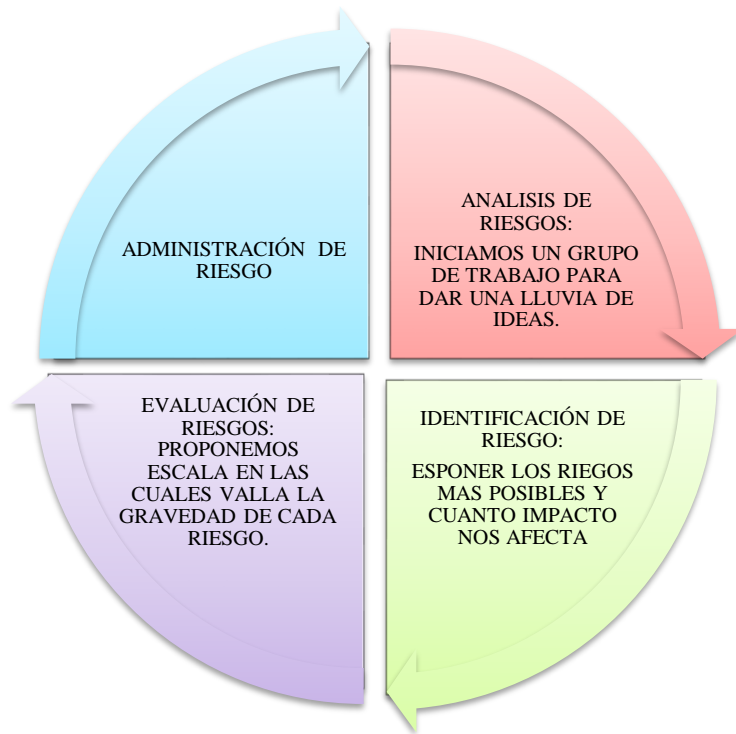 ADMINISTRACIÓN DE
RIESGO
ANALISIS DE
RIESGOS:
INICIAMOS UN GRUPO
DE TRABAJO PARA
DAR UNA LLUVIA DE
IDEAS.
IDENTIFICACIÓN DE
RIESGO:
ESPONER LOS RIEGOS
MAS POSIBLES Y
CUANTO IMPACTO
NOS AFECTA
EVALUACIÓN DE
RIESGOS:
PROPONEMOS
ESCALA EN LAS
CUALES VALLA LA
GRAVEDAD DE CADA
RIESGO.